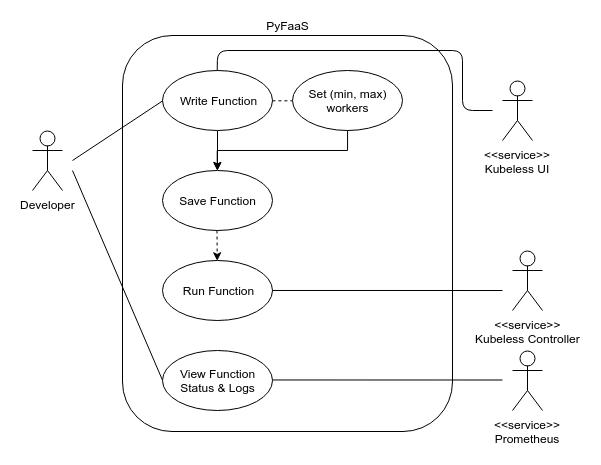 PyFaaS
Write Function
Set (min, max)
workers
<<service>>
Kubeless UI
Developer
Save Function
Run Function
<<service>>
Kubeless Controller
View Function
Status & Logs
<<service>>
Prometheus